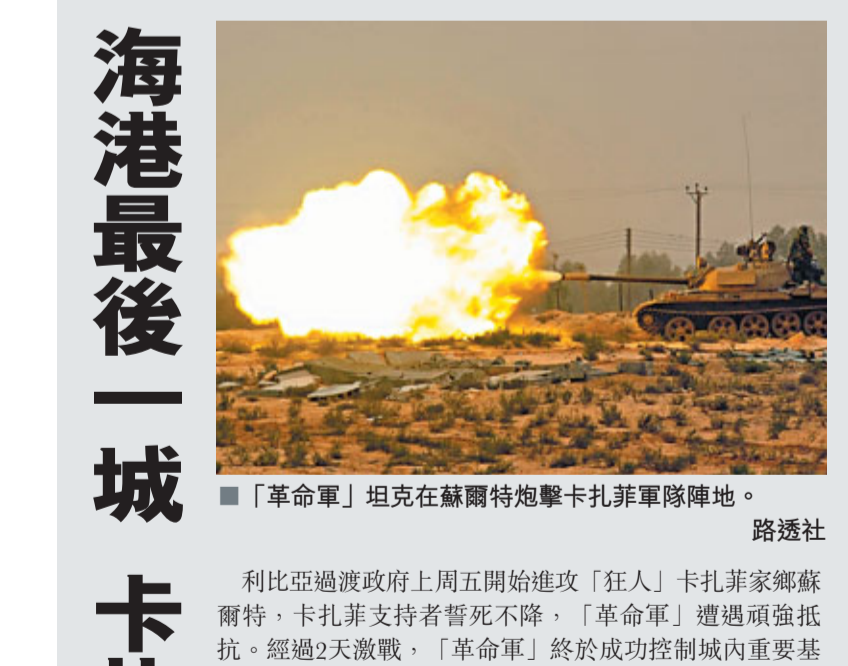 海港最後一城 卡
■「革命軍」坦克在蘇爾特炮擊卡扎菲軍隊陣地。
路透社
利比亞過渡政府上周五開始進攻「狂人」卡扎菲家鄉蘇
爾特，卡扎菲支持者誓死不降，「革命軍」遭遇頑強抵
抗。經過2天激戰，「革命軍」終於成功控制城內重要基